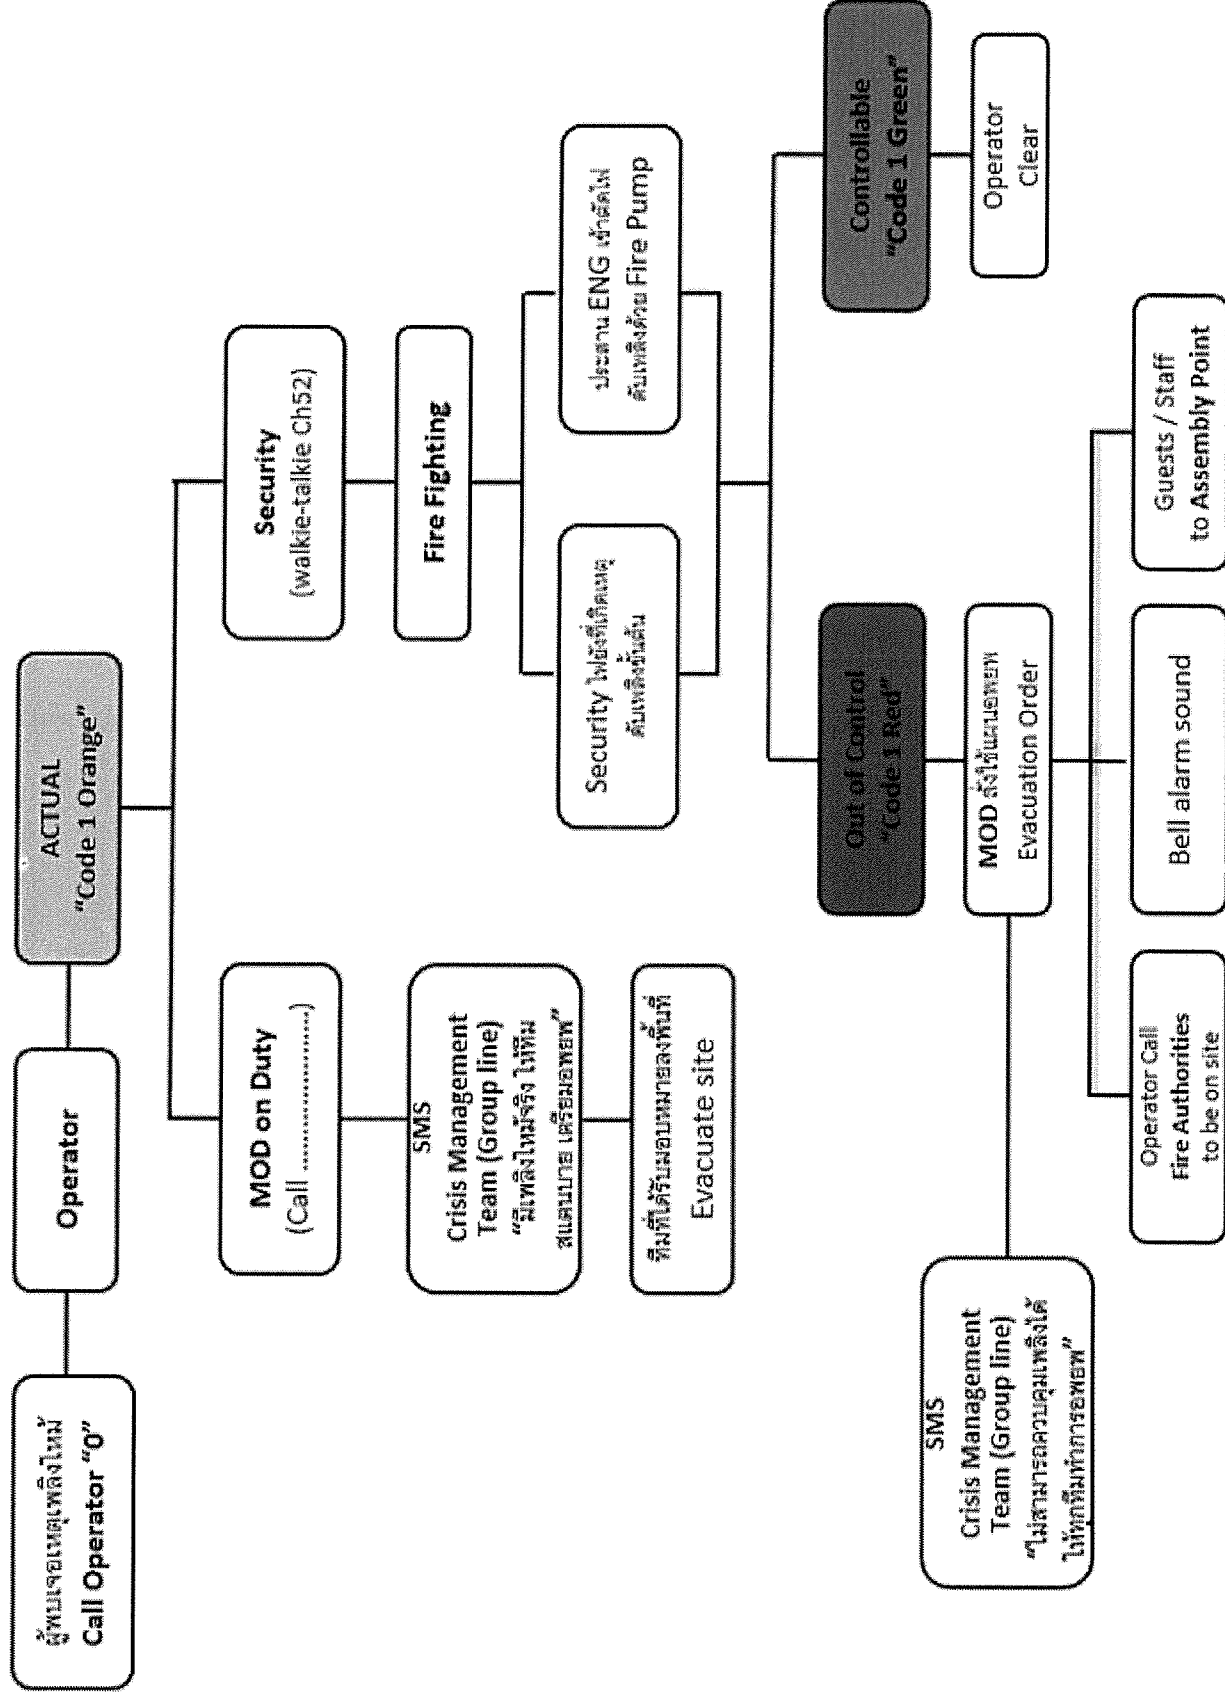 ผู้พบเจอเหตุเพลิงไหม้
Call Operator “0”
Operator
ACTUAL
“Code 1 Orange”
MOD on Duty
(Call ......................)
Security
(walkie-talkie Ch52)
SMS
Crisis Management
Team (Group line)
“มีเพลิงไหม้จริง ให้ทีม
สแตนบาย เตรียมอพยพ”
Fire Fighting
ทีมที่ได้รับมอบหมายลงพื้นที่
Evacuate site
Security ไปยังที่เกิดเหตุ
ดับเพลิงขั้นต้น
ประสาน ENG เข้าตัดไฟ
ดับเพลิงด้วย Fire Pump
Out of Control
“Code 1 Red”
Controllable
“Code 1 Green”
MOD สั่งใช้แผนอพยพ
Evacuation Order
Operator
Clear
SMS
Crisis Management
Team (Group line)
“ไม่สามารถควบคุมเพลิงได้
ให้ทุกทีมทำการอพยพ”
Operator Call
Fire Authorities
to be on site
Bell alarm sound
Guests / Staff
to Assembly Point